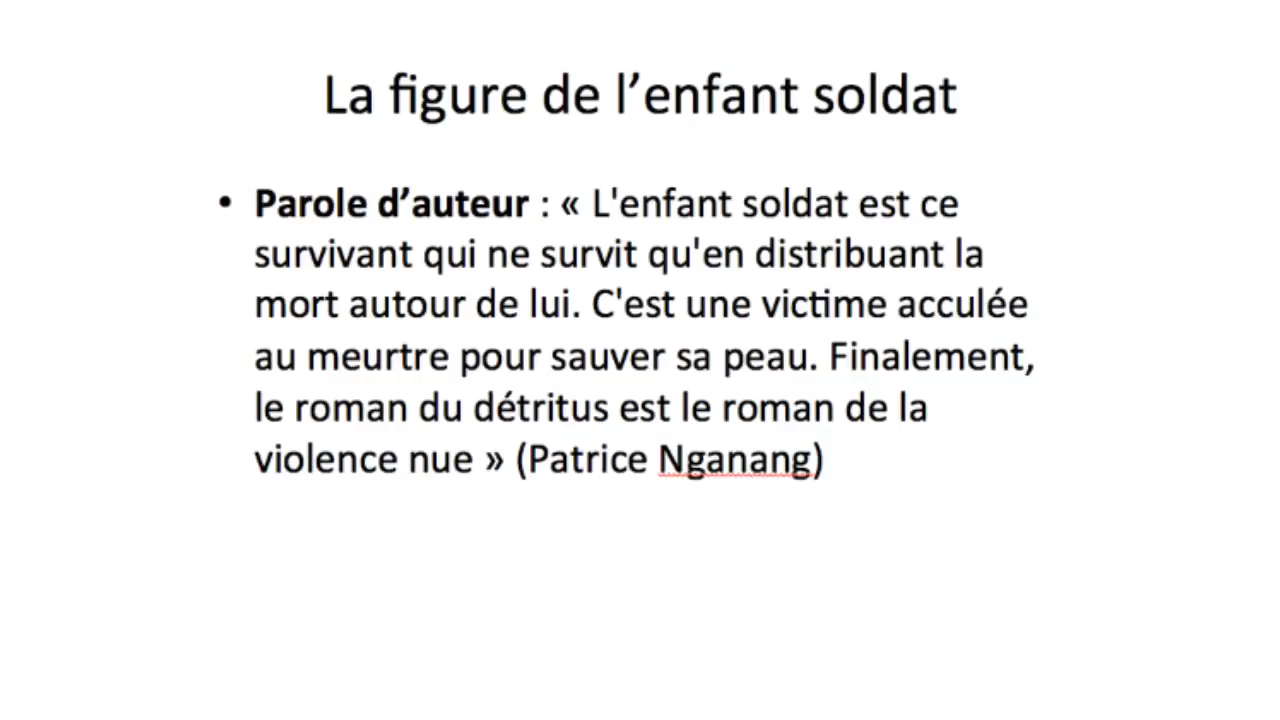 La figure de l’enfant soldat
• Parole d’auteur : « L'enfant soldat est ce
survivant qui ne survit qu'en distribuant la
mort autour de lui. C'est une victime acculée
au meurtre pour sauver sa peau. Finalement,
le roman du détritus est le roman de la
violence nue » (Patrice Nganang)